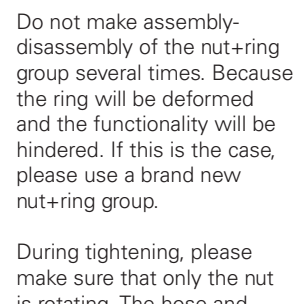 Do not make assembly-
disassembly of the nut+ring
group several times. Because
the ring will be deformed
and the functionality will be
hindered. If this is the case,
please use a brand new
nut+ring group.
During tightening, please
make sure that only the nut
is rotating. The hose and